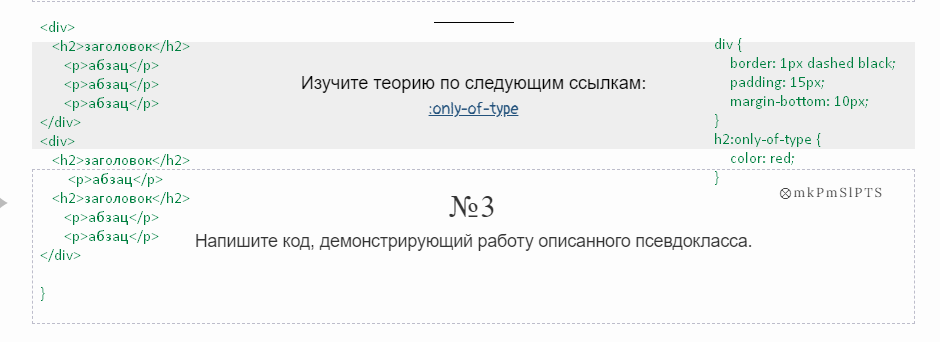 <div>
<h2>заголовок</h2>
<p>абзац</p>
<p>абзац</p>
<p>абзац</p>
</div>
<div>
<h2>заголовок</h2>
<p>абзац</p>
<h2>заголовок</h2>
<p>абзац</p>
<p>абзац</p>
</div>
}
Изучите теорию по следующим ссылкам:
:only-of-type
div {
border: 1px dashed black;
padding: 15px;
margin-bottom: 10px;
}
h2:only-of-type {
color: red;
}
⊗mkPmSlPTS
№3
Напишите код, демонстрирующий работу описанного псевдокласса.